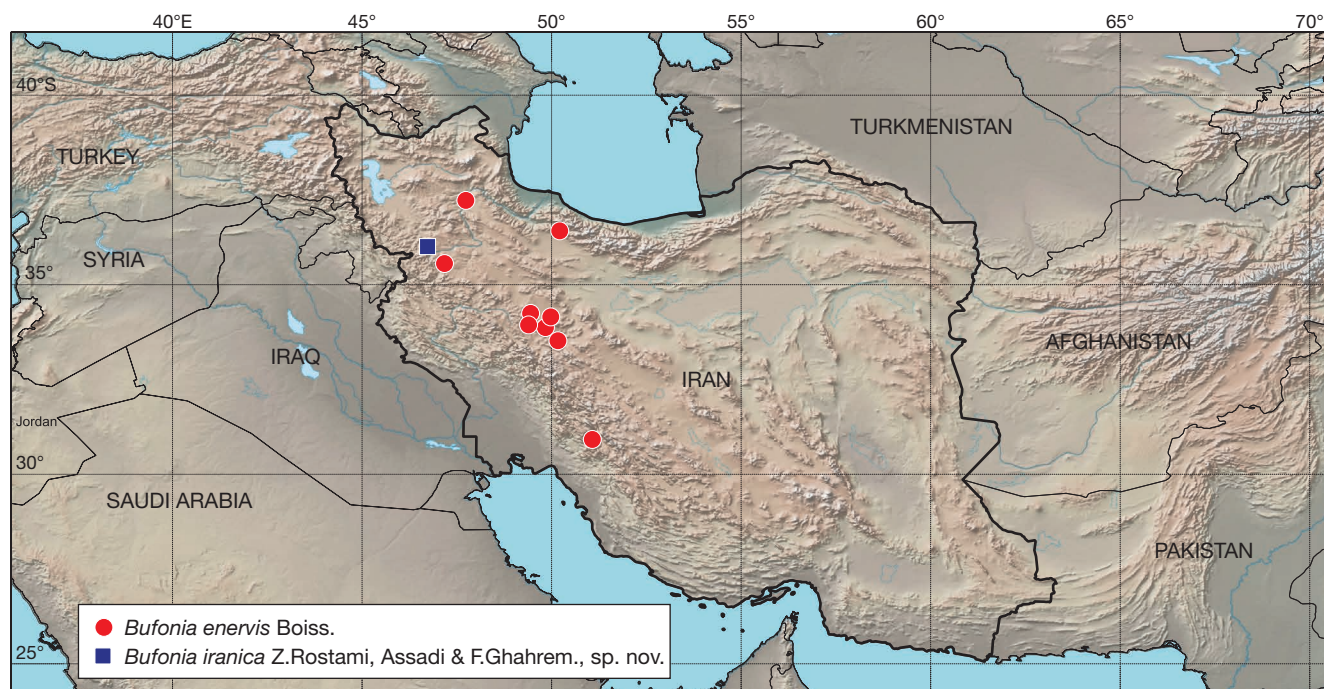 40°E 45° 50° 55° 60° 65° 70°
40°S
TURKMENISTAN
TURKEY
SYRIA
35°
AFGHANISTAN
IRAQ
IRAN
Jordan
30°
SAUDI ARABIA
PAKISTAN
Bufonia enervis Boiss.
Bufonia iranica Z.Rostami, Assadi & F.Ghahrem., sp. nov.
25°